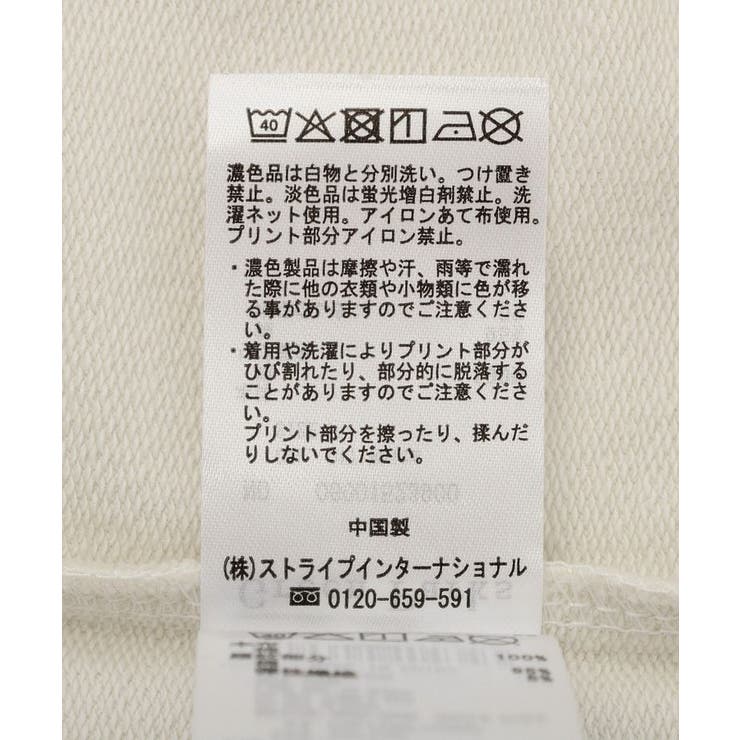 40
濃色品は白物と分別洗い。つけ置き
禁止。淡色品は蛍光増白剤禁止。洗
濯ネット使用。アイロンあて布使用。
プリント部分アイロン禁止。
・濃色製品は摩擦や汗、雨等で濡れ
た際に他の衣類や小物類に色が移
る事がありますのでご注意くださ
い。
・着用や洗濯によりプリント部分が
ひび割れたり、部分的に脱落する
ことがありますのでご注意くださ
い。
プリント部分を擦ったり、揉んだ
りしないでください。
中国製
(株)ストライプインターナショナル
0120-659-591
100%